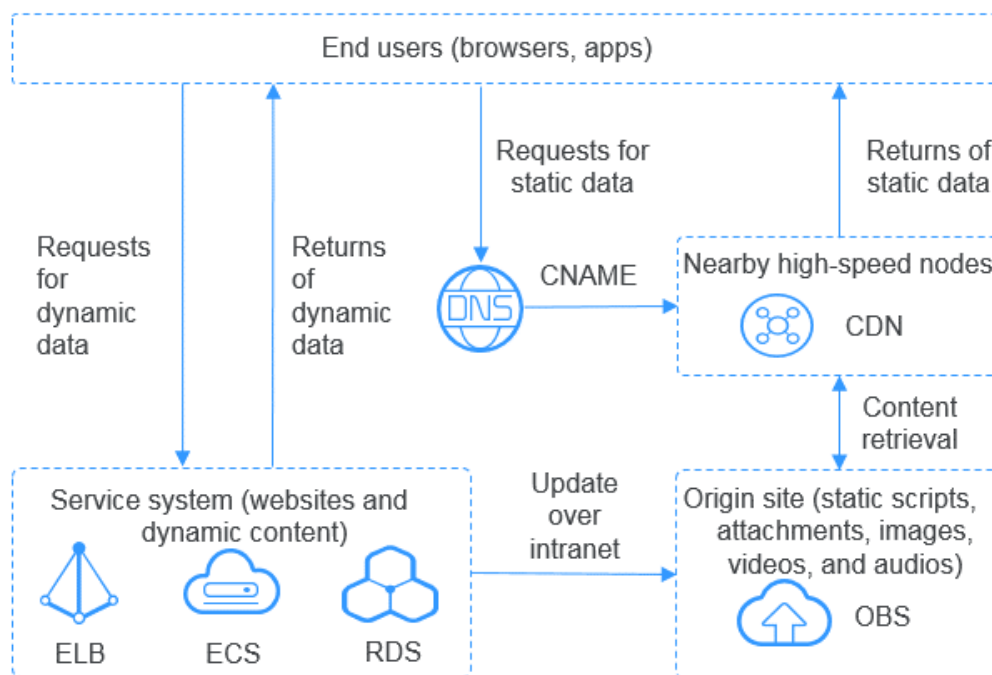 End users (browsers, apps)
Requests for
static data
Returns of
static data
Requests
for
dynamic
data
Returns
of
dynamic
data
DNS
CNAME
Nearby high-speed nodes
CDN
Content
retrieval
Service system (websites and
dynamic content)
ELB
ECS
RDS
Update
over
intranet
Origin site (static scripts,
attachments, images,
videos, and audios)
OBS